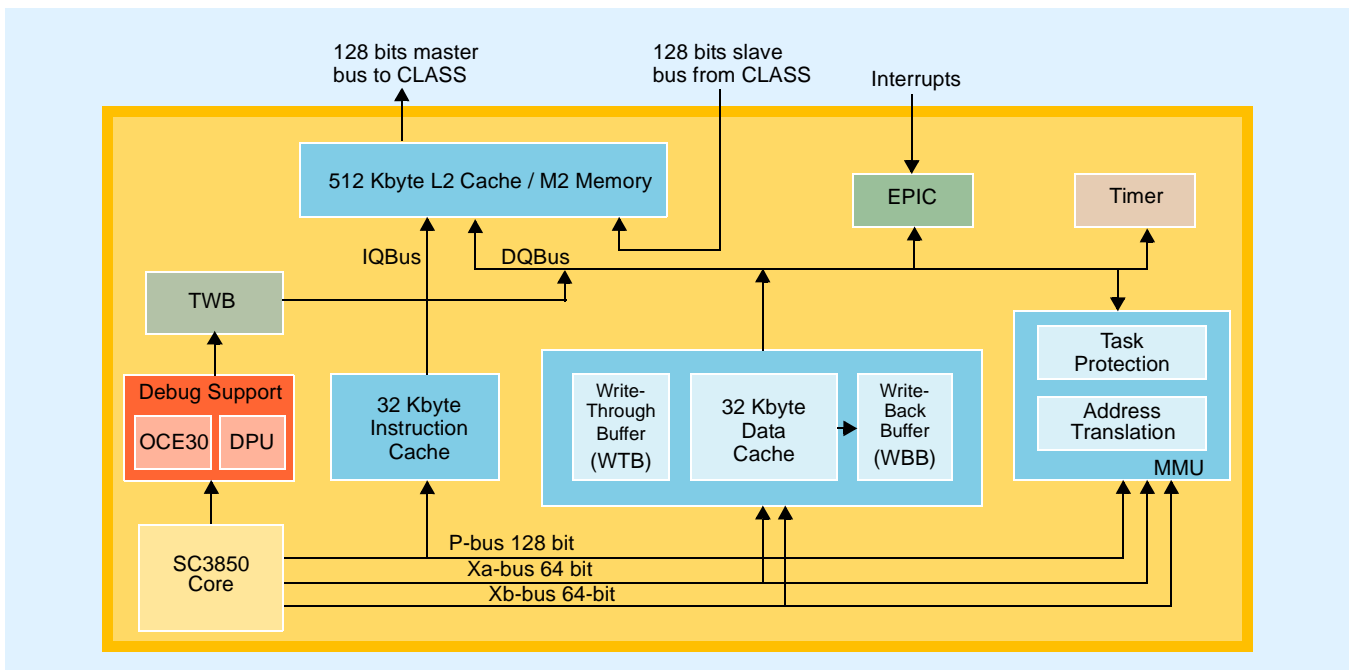 128 bits master
bus to CLASS
128 bits slave
bus from CLASS
Interrupts
512 Kbyte L2 Cache / M2 Memory
EPIC
Timer
IQBus
DQBus
TWB
Task
Protection
Address
Translation
MMU
Debug Support
OCE30
DPU
32 Kbyte
Instruction
Cache
Write-
Through
Buffer
(WTB)
32 Kbyte
Data
Cache
Write-
Back
Buffer
(WBB)
SC3850
Core
P-bus 128 bit
Xa-bus 64 bit
Xb-bus 64-bit